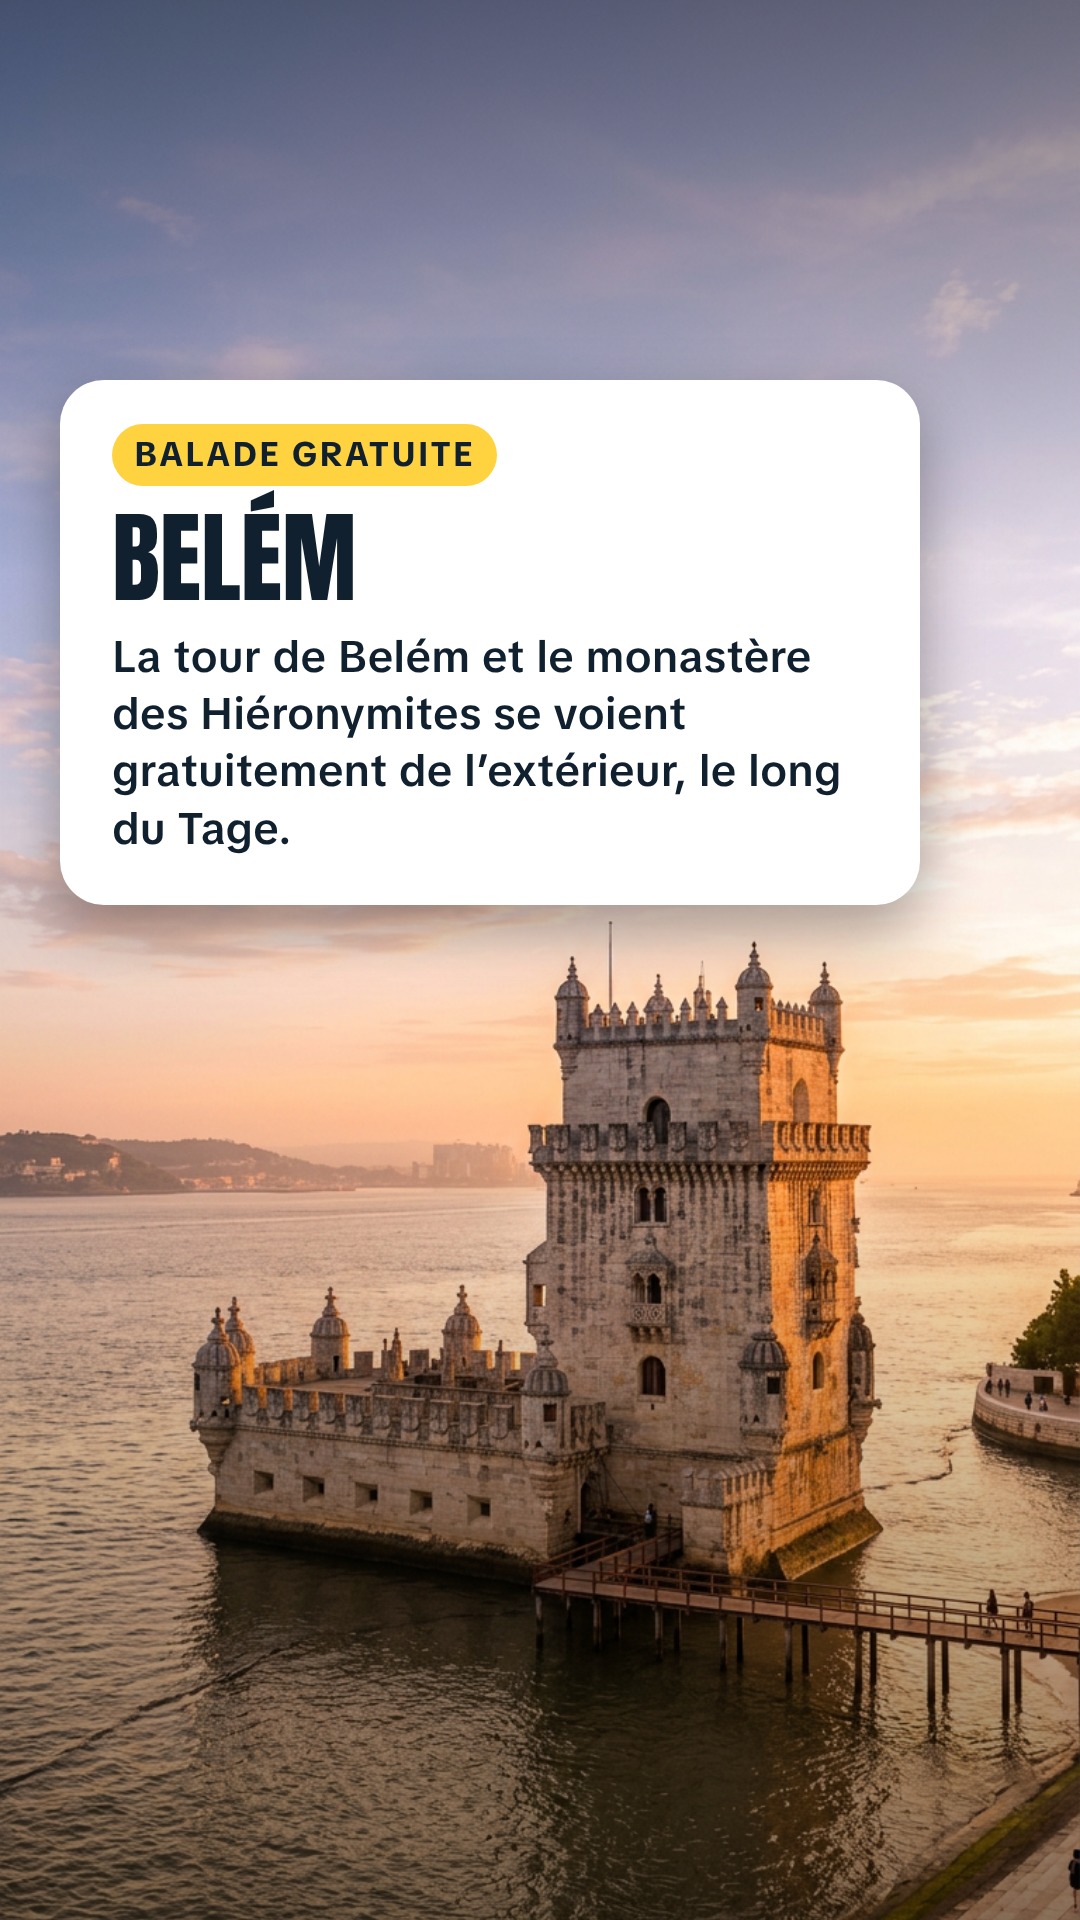 BALADE GRATUITE
BELÉM
La tour de Belém et le monastère
des Hiéronymites se voient
gratuitement de l’extérieur, le long
du Tage.